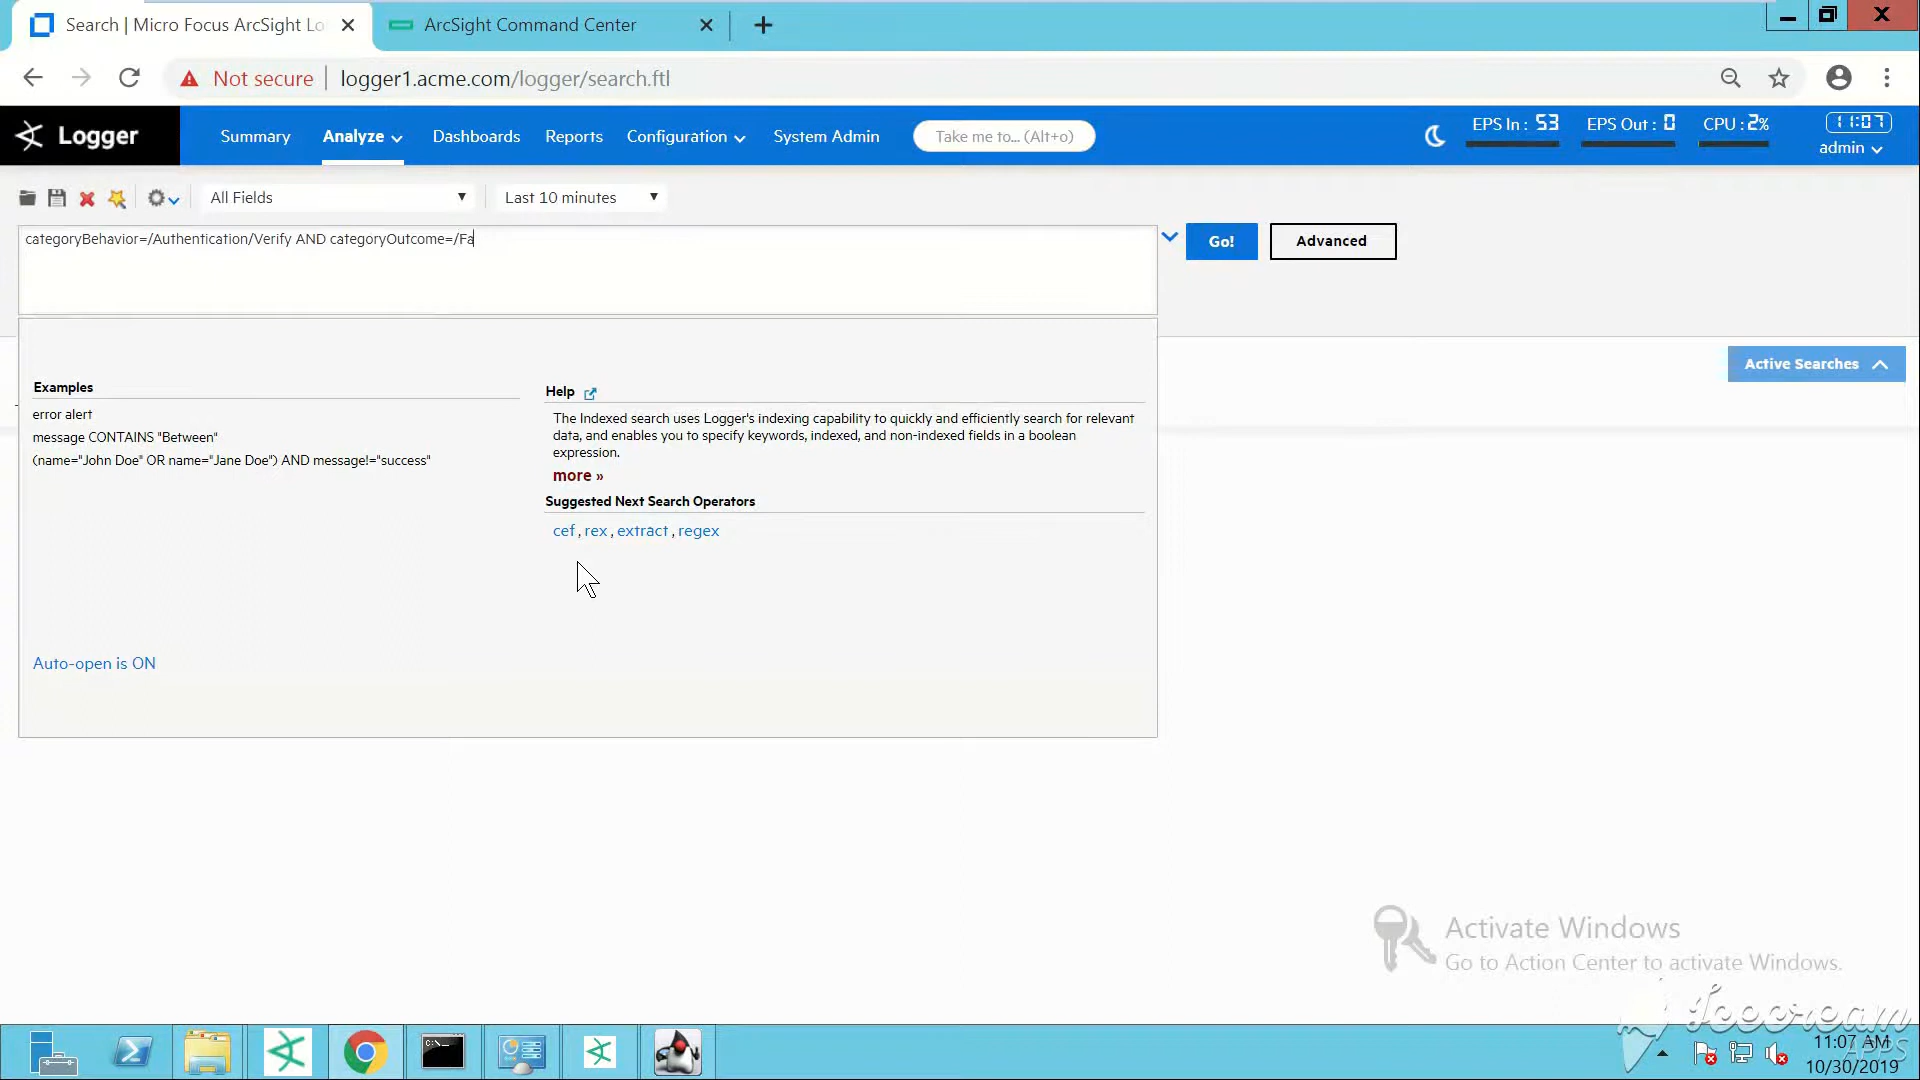 Search | Micro Focus ArcSight Lo
ArcSight Command Center
Not secure
logger1.acme.com/logger/search.ftl
Logger
Summary
Analyze
Dashboards
Reports
Configuration
System Admin
Take me to... (Alt+o)
EPS In : 53
EPS Out : 0
CPU : 2%
11:07
admin
All Fields
Last 10 minutes
categoryBehavior=/Authentication/Verify AND categoryOutcome=/Fa
Go!
Advanced
Active Searches
Examples
error alert
message CONTAINS "Between"
(name="John Doe" OR name="Jane Doe") AND message!="success"
Help
The Indexed search uses Logger's indexing capability to quickly and efficiently search for relevant
data, and enables you to specify keywords, indexed, and non-indexed fields in a boolean
expression.
more »
Suggested Next Search Operators
cef , rex , extract , regex
Auto-open is ON
Activate Windows
Go to Action Center to activate Windows.
Icecream
APPS
C:\_
11:07 AM
10/30/2019